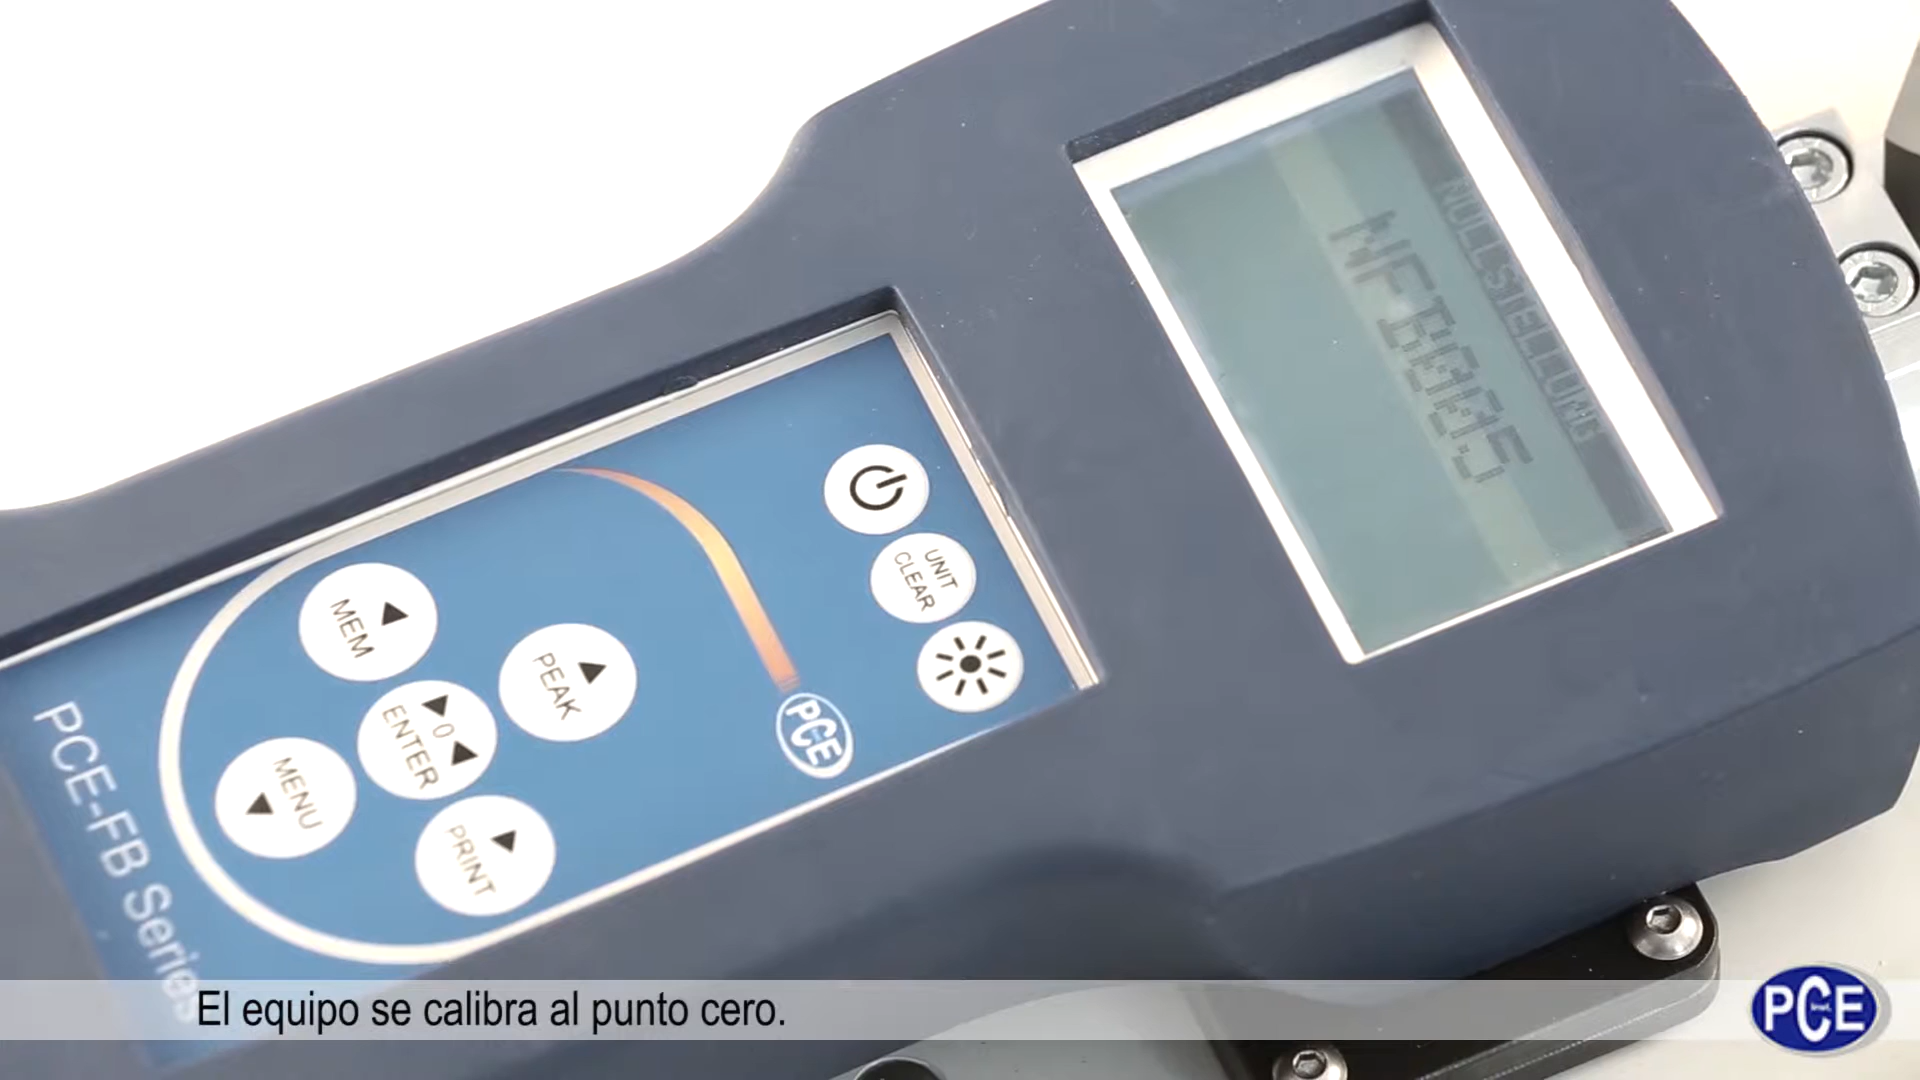 NULLSTELLUNG
UNIT
CLEAR
MEM
PEAK
0
ENTER
MENU
PRINT
PCE
PCE-FB Series
El equipo se calibra al punto cero.
PCE